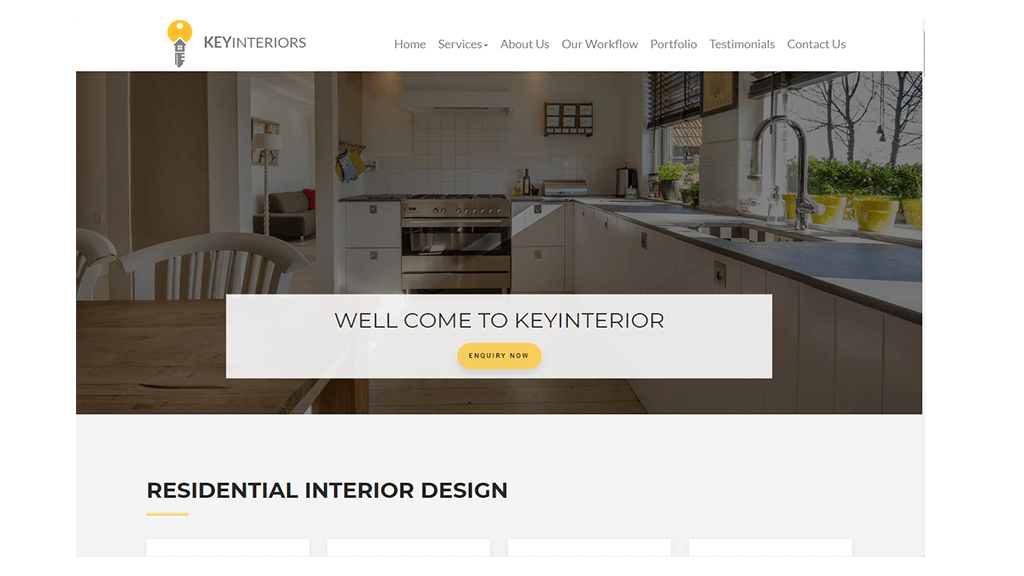 KEYINTERIORS
Home Services About Us Our Workflow Portfolio Testimonials Contact Us
WELL COME TO KEYINTERIOR
ENQUIRY NOW
RESIDENTIAL INTERIOR DESIGN